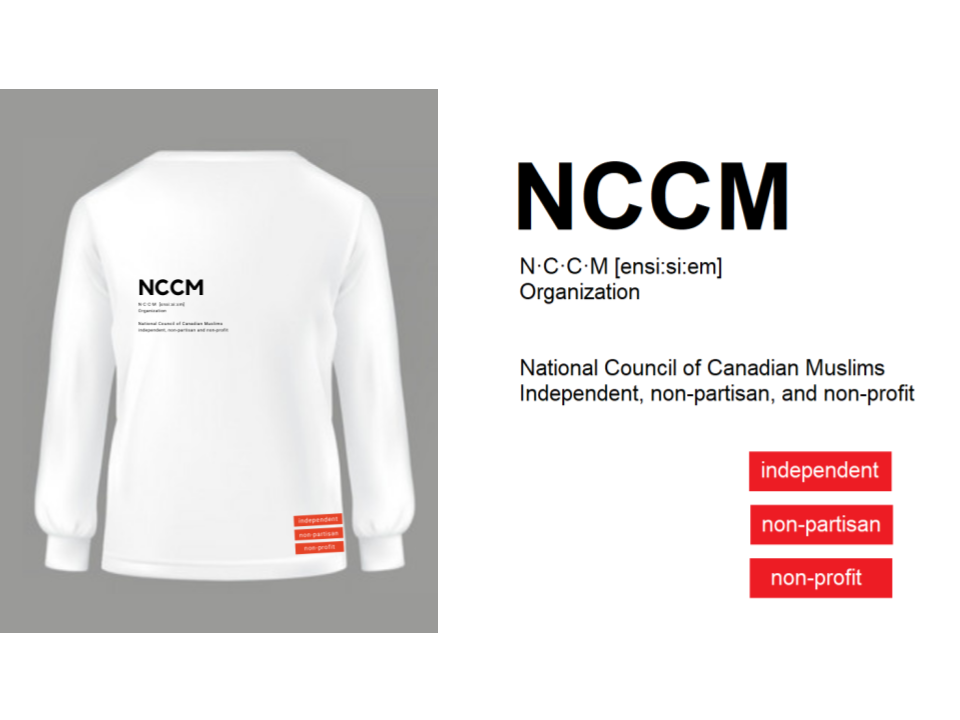 NCCM
N·C·C·M [ensi:si:em]
Organization
National Council of Canadian Muslims
independent, non-partisan and non-profit
independent
non-partisan
non-profit
NCCM
N·C·C·M [ensi:si:em]
Organization
National Council of Canadian Muslims
Independent, non-partisan, and non-profit
independent
non-partisan
non-profit